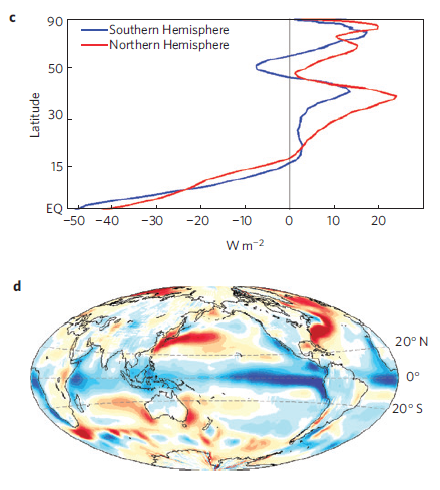 c
90
Southern Hemisphere
Northern Hemisphere
50
Latitude
30
15
EQ
−50 −40 −30 −20 −10 0 10 20
W m−2
d
20° N
0°
20° S